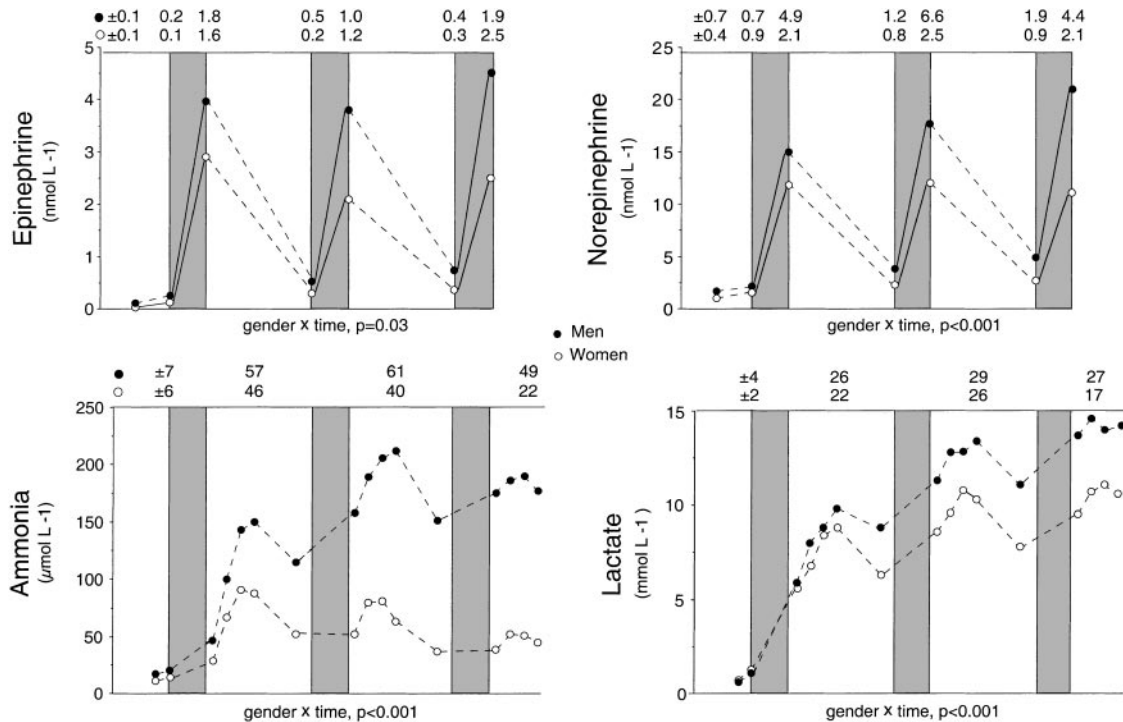 ● ±0.1 0.2 1.8 0.5 1.0 0.4 1.9
○ ±0.1 0.1 1.6 0.2 1.2 0.3 2.5
5
4
3
2
1
0
Epinephrine
(nmol L -1)
gender x time, p=0.03
±0.7 0.7 4.9 1.2 6.6 1.9 4.4
±0.4 0.9 2.1 0.8 2.5 0.9 2.1
25
20
15
10
5
0
Norepinephrine
(nmol L -1)
gender x time, p<0.001
● Men
○ Women
● ±7 57 61 49
○ ±6 46 40 22
250
200
150
100
50
0
Ammonia
(µmol L -1)
gender x time, p<0.001
±4 26 29 27
±2 22 26 17
15
10
5
0
Lactate
(mmol L -1)
gender x time, p<0.001